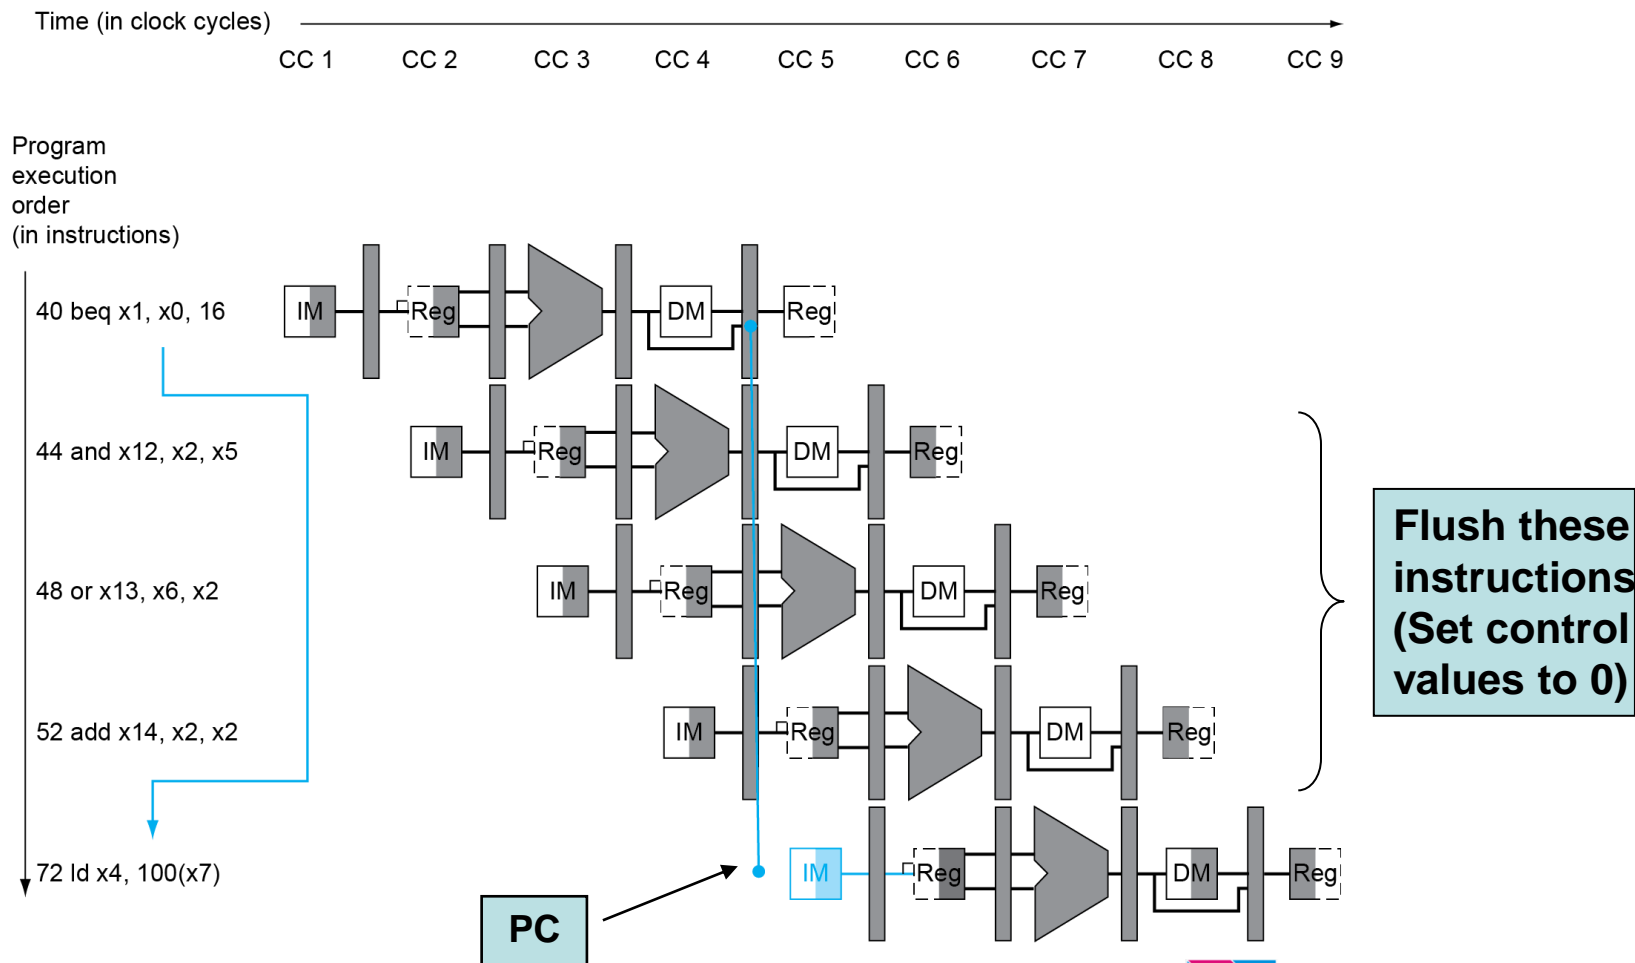 Time (in clock cycles)
CC 1 CC 2 CC 3 CC 4 CC 5 CC 6 CC 7 CC 8 CC 9
Program
execution
order
(in instructions)
40 beq x1, x0, 16
IM Reg DM Reg
44 and x12, x2, x5
IM Reg DM Reg
48 or x13, x6, x2
IM Reg DM Reg
52 add x14, x2, x2
IM Reg DM Reg
72 ld x4, 100(x7)
IM Reg DM Reg
Flush these
instructions
(Set control
values to 0)
PC